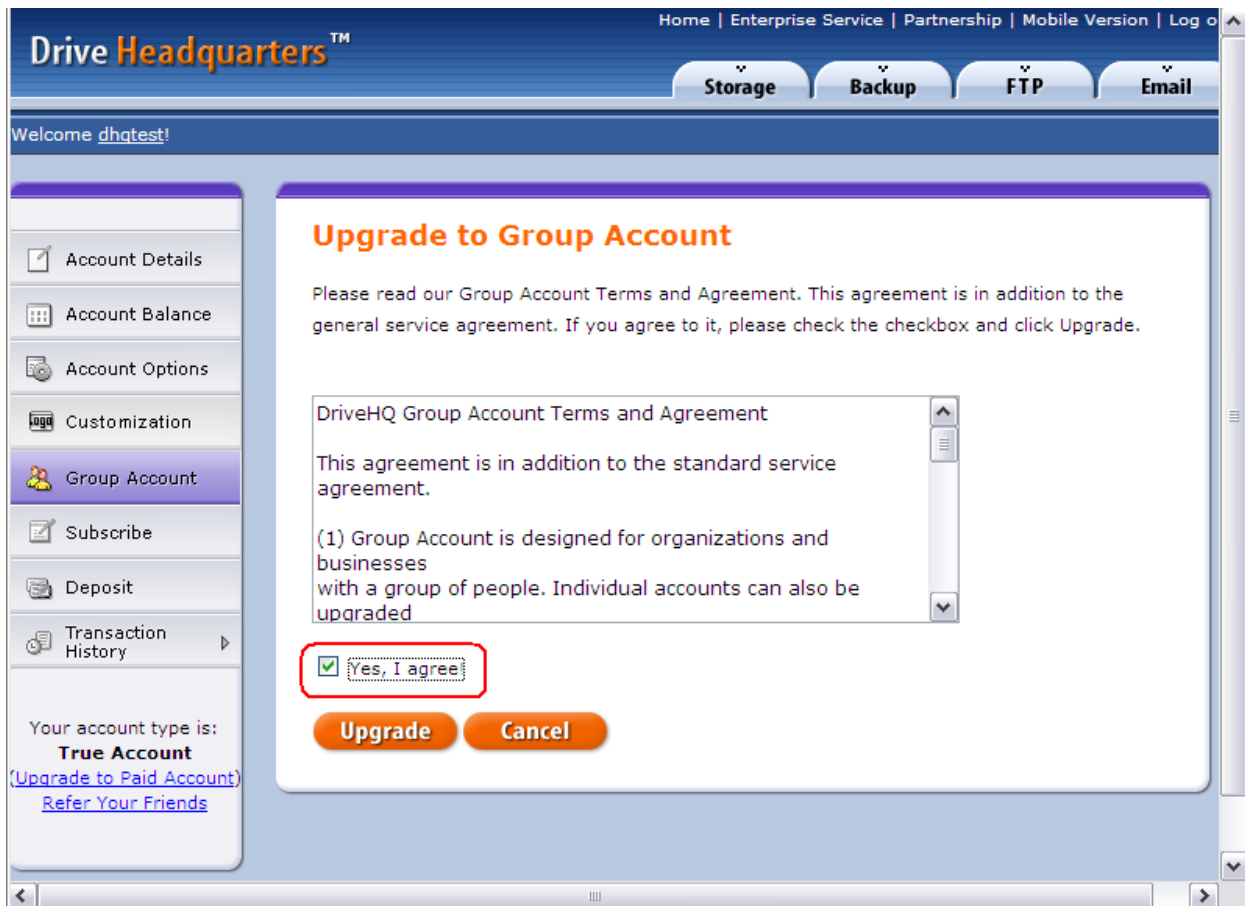 Home | Enterprise Service | Partnership | Mobile Version | Log o
Drive Headquarters™
Storage Backup FTP Email
Welcome dhqtest!
Account Details
Account Balance
Account Options
Logo Customization
Group Account
Subscribe
Deposit
Transaction
History
Your account type is:
True Account
(Upgrade to Paid Account)
Refer Your Friends
Upgrade to Group Account
Please read our Group Account Terms and Agreement. This agreement is in addition to the
general service agreement. If you agree to it, please check the checkbox and click Upgrade.
DriveHQ Group Account Terms and Agreement
This agreement is in addition to the standard service
agreement.
(1) Group Account is designed for organizations and
businesses
with a group of people. Individual accounts can also be
upgraded
Yes, I agree!
Upgrade Cancel